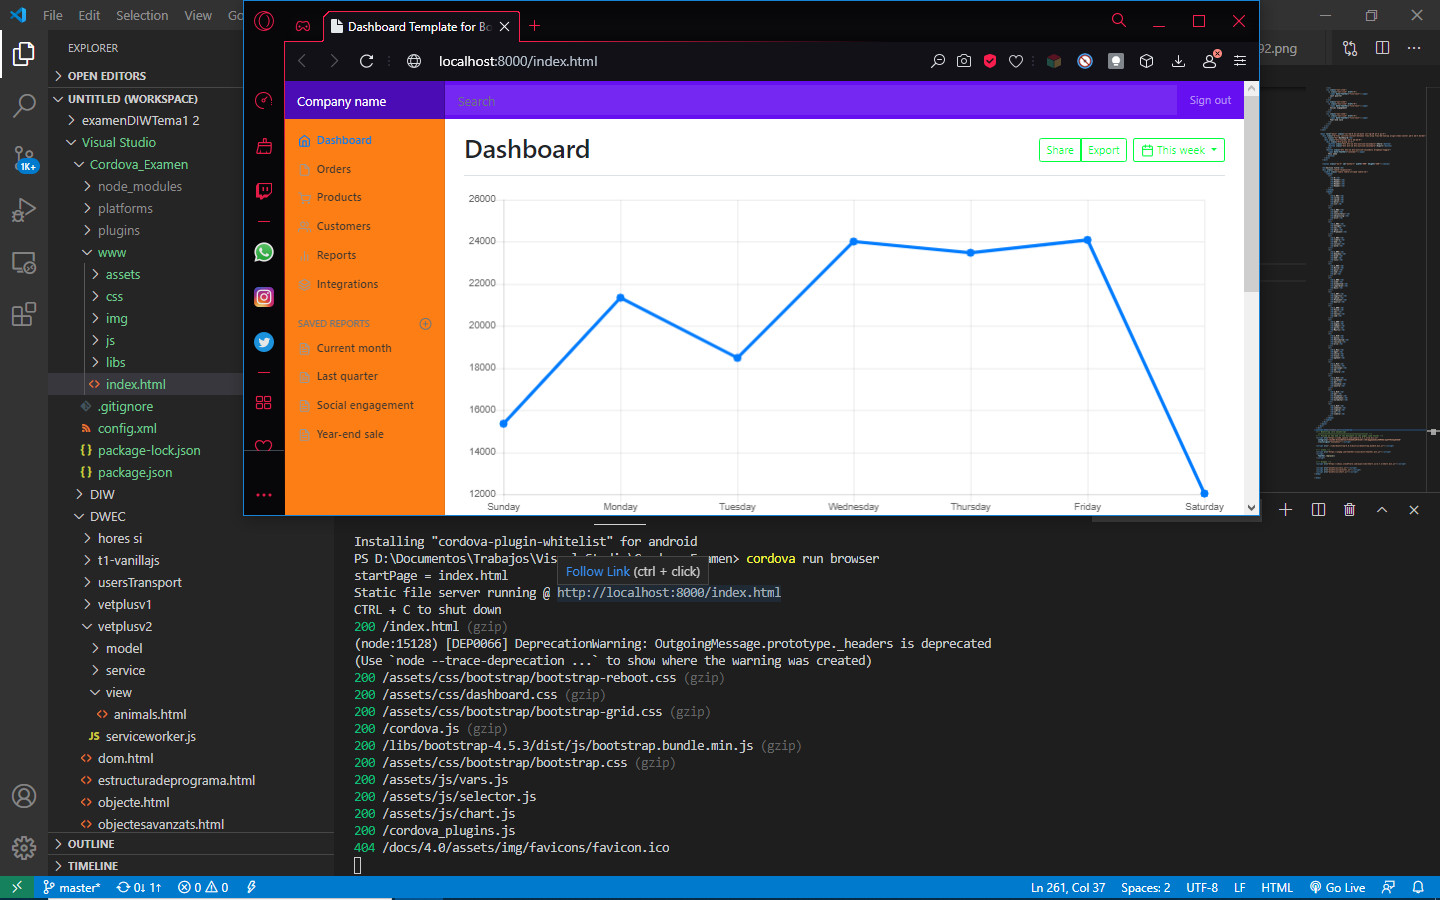 File Edit Selection View Go
Dashboard Template for Bo
92.png
localhost:8000/index.html
EXPLORER
OPEN EDITORS
UNTITLED (WORKSPACE)
examenDIWTema1 2
Visual Studio
Cordova_Examen
node_modules
platforms
plugins
www
assets
css
img
js
libs
index.html
.gitignore
config.xml
package-lock.json
package.json
DIW
DWEC
hores si
t1-vanillajs
usersTransport
vetplusv1
vetplusv2
model
service
view
animals.html
JS serviceworker.js
dom.html
estructuradeprograma.html
objecte.html
objectesavanzats.html
OUTLINE
TIMELINE
1K+
Company name
Search
Sign out
Dashboard
Orders
Products
Customers
Reports
Integrations
SAVED REPORTS
Current month
Last quarter
Social engagement
Year-end sale
Dashboard
Share Export This week
26000
24000
22000
20000
18000
16000
14000
12000
Sunday Monday Tuesday Wednesday Thursday Friday Saturday
Installing "cordova-plugin-whitelist" for android
PS D:\Documentos\Trabajos\Vis Examen> cordova run browser
Follow Link (ctrl + click)
startPage = index.html
Static file server running @ http://localhost:8000/index.html
CTRL + C to shut down
200 /index.html (gzip)
(node:15128) [DEP0066] DeprecationWarning: OutgoingMessage.prototype._headers is deprecated
(Use `node --trace-deprecation ...` to show where the warning was created)
200 /assets/css/bootstrap/bootstrap-reboot.css (gzip)
200 /assets/css/dashboard.css (gzip)
200 /assets/css/bootstrap/bootstrap-grid.css (gzip)
200 /cordova.js (gzip)
200 /libs/bootstrap-4.5.3/dist/js/bootstrap.bundle.min.js (gzip)
200 /assets/css/bootstrap/bootstrap.css (gzip)
200 /assets/js/vars.js
200 /assets/js/selector.js
200 /assets/js/chart.js
200 /cordova_plugins.js
404 /docs/4.0/assets/img/favicons/favicon.ico
master* 0↓ 1↑ 0 0
Ln 261, Col 37 Spaces: 2 UTF-8 LF HTML Go Live